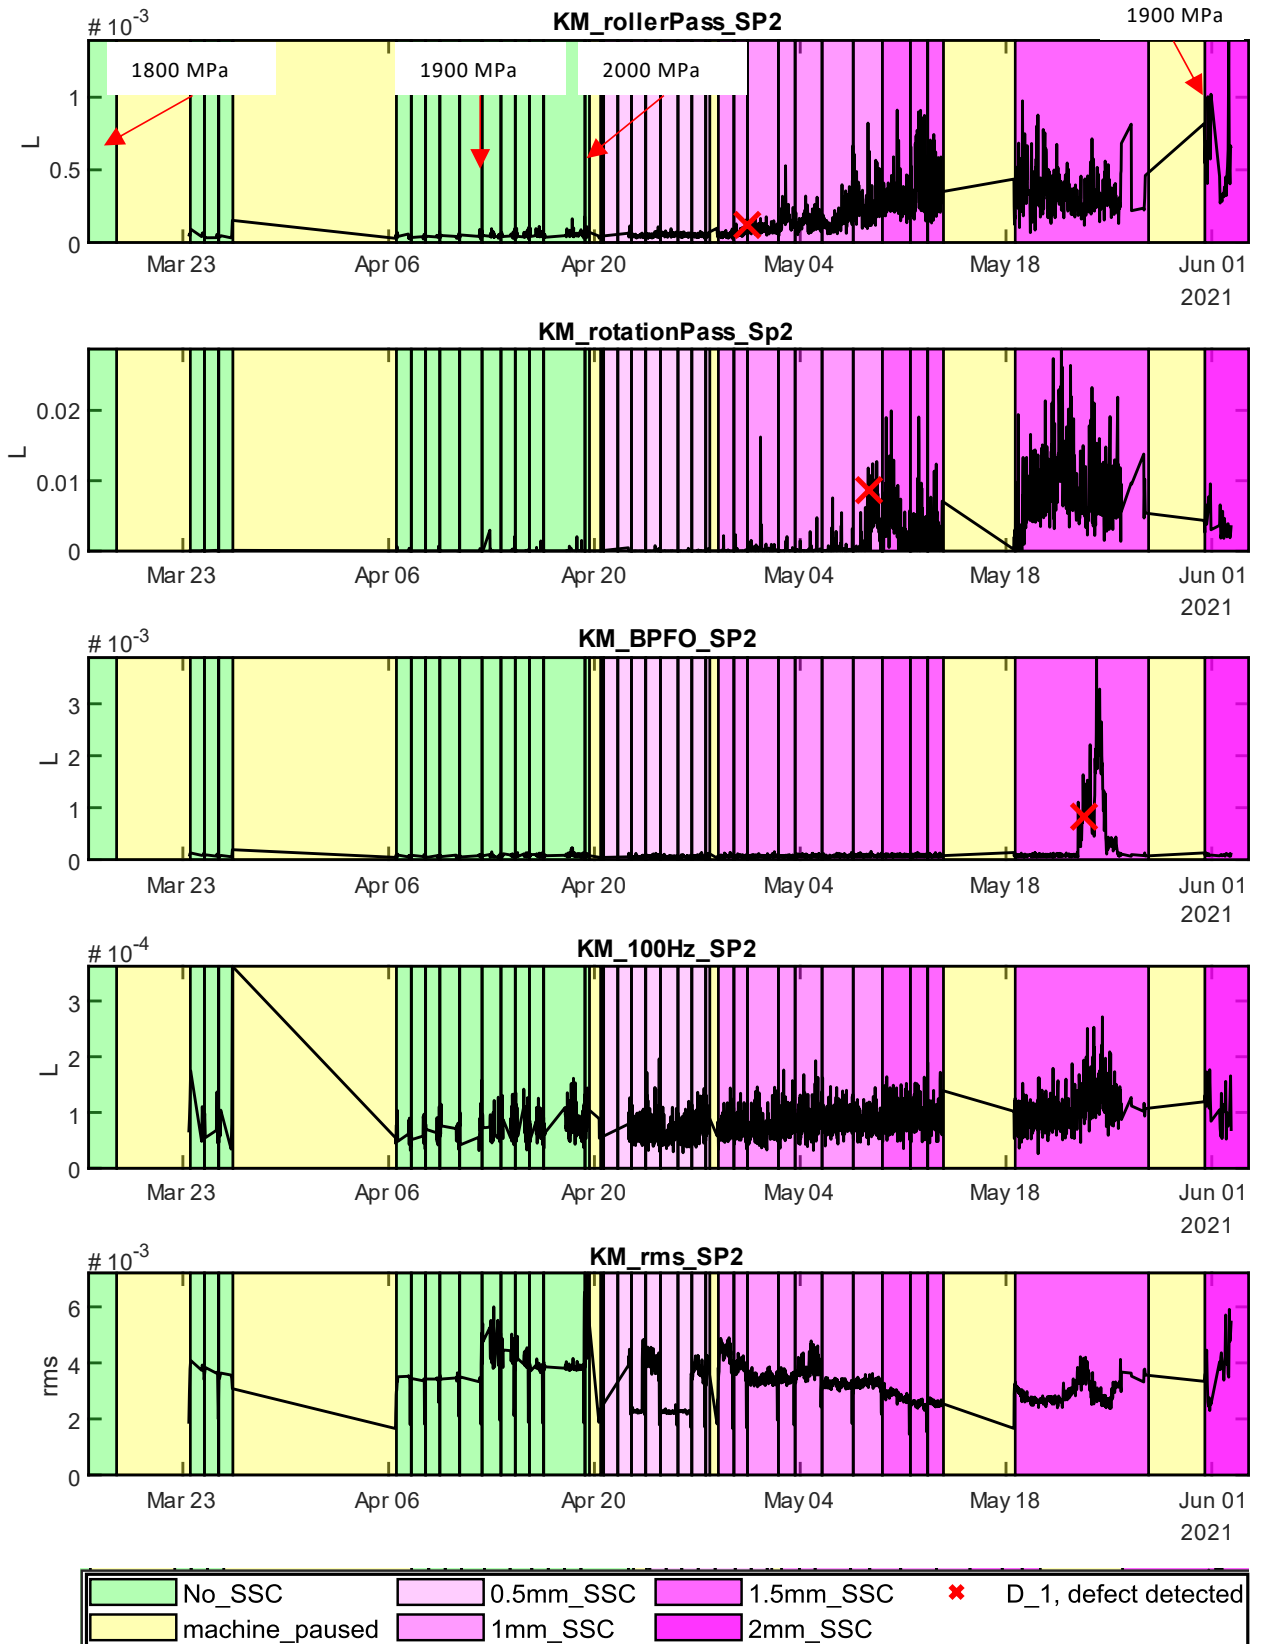 # 10-3
KM_rollerPass_SP2
1900 MPa
1800 MPa
1900 MPa
2000 MPa
1
0.5
0
L
Mar 23
Apr 06
Apr 20
May 04
May 18
Jun 01
2021
KM_rotationPass_Sp2
0.02
0.01
0
L
Mar 23
Apr 06
Apr 20
May 04
May 18
Jun 01
2021
# 10-3
KM_BPFO_SP2
3
2
1
0
L
Mar 23
Apr 06
Apr 20
May 04
May 18
Jun 01
2021
# 10-4
KM_100Hz_SP2
3
2
1
0
L
Mar 23
Apr 06
Apr 20
May 04
May 18
Jun 01
2021
# 10-3
KM_rms_SP2
6
4
2
0
rms
Mar 23
Apr 06
Apr 20
May 04
May 18
Jun 01
2021
No_SSC
0.5mm_SSC
1.5mm_SSC
D_1, defect detected
machine_paused
1mm_SSC
2mm_SSC